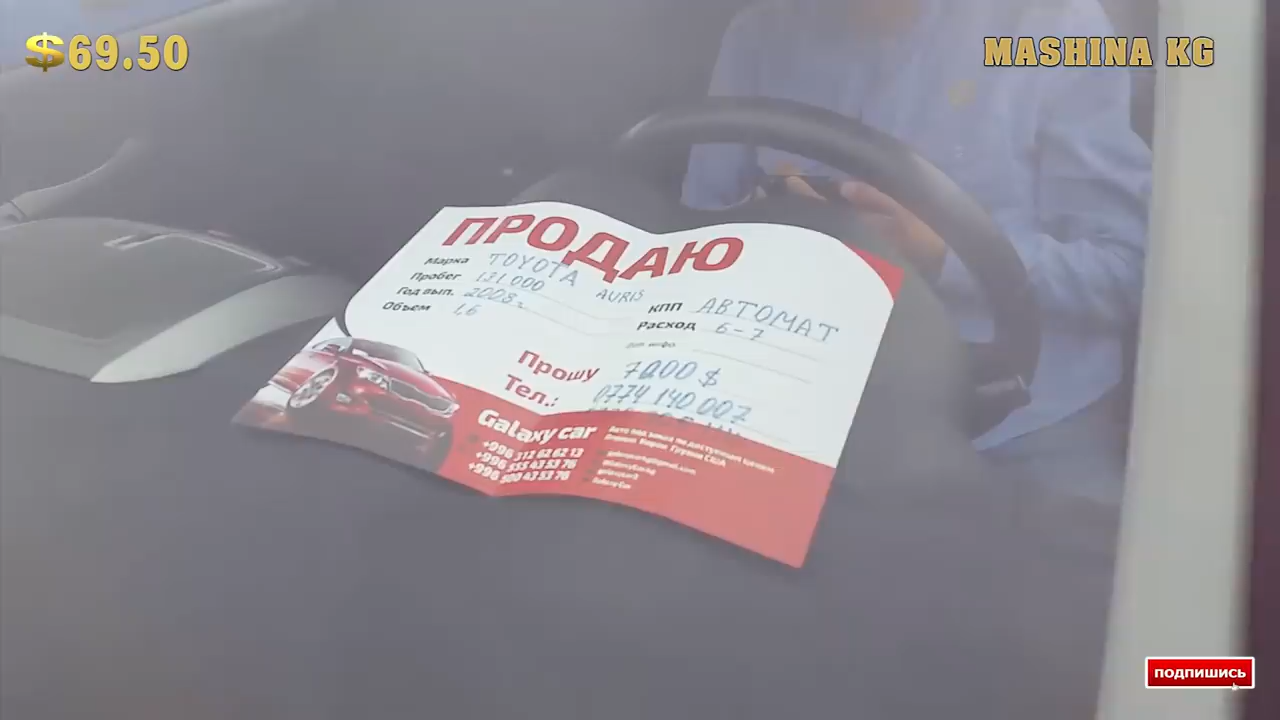 $69.50
MASHINA KG
ПРОДАЮ
Марка TOYOTA AURIS
Пробег 131.000
Год вып. 2008г.
Объем 1,6
КПП АВТОМАТ
Расход 6-7
Прошу 7000 $
Тел.: 0774 140 007
Galaxy car
+996 312 62 62 13
+996 555 43 53 76
+996 500 43 53 76
подпишись